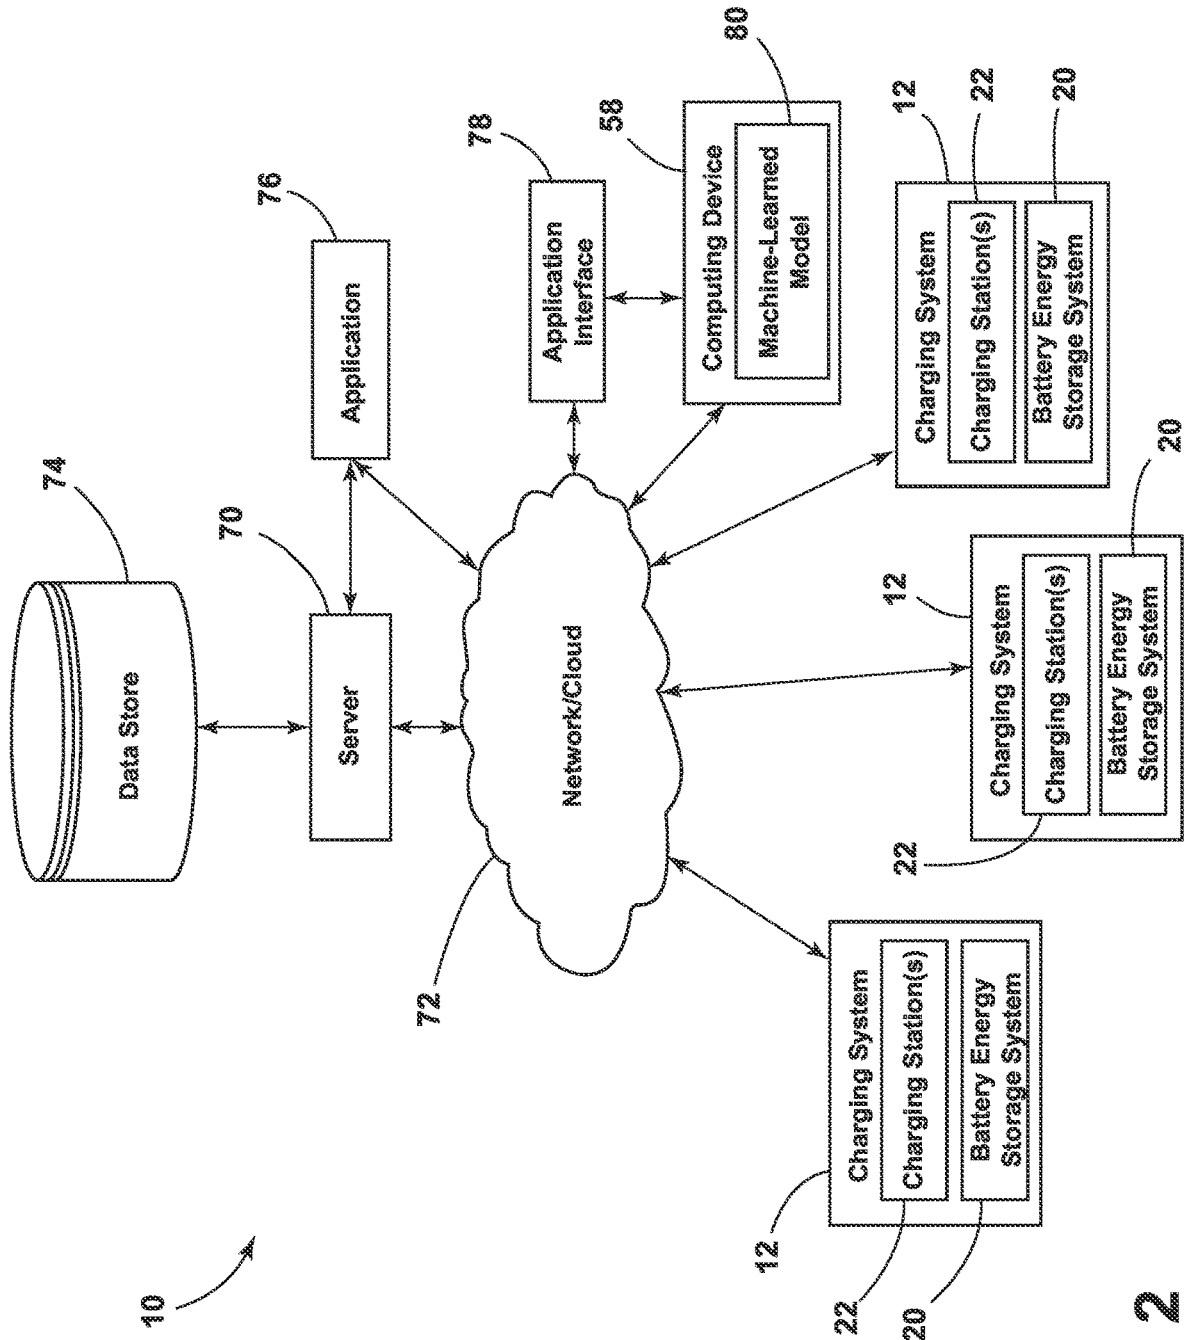 10
74
Data Store
70
Server
76
Application
72
Network/Cloud
78
Application
Interface
58
Computing Device
80
Machine-Learned
Model
12
Charging System
22
Charging Station(s)
20
Battery Energy
Storage System
12
Charging System
22
Charging Station(s)
20
Battery Energy
Storage System
12
Charging System
22
Charging Station(s)
20
Battery Energy
Storage System
2